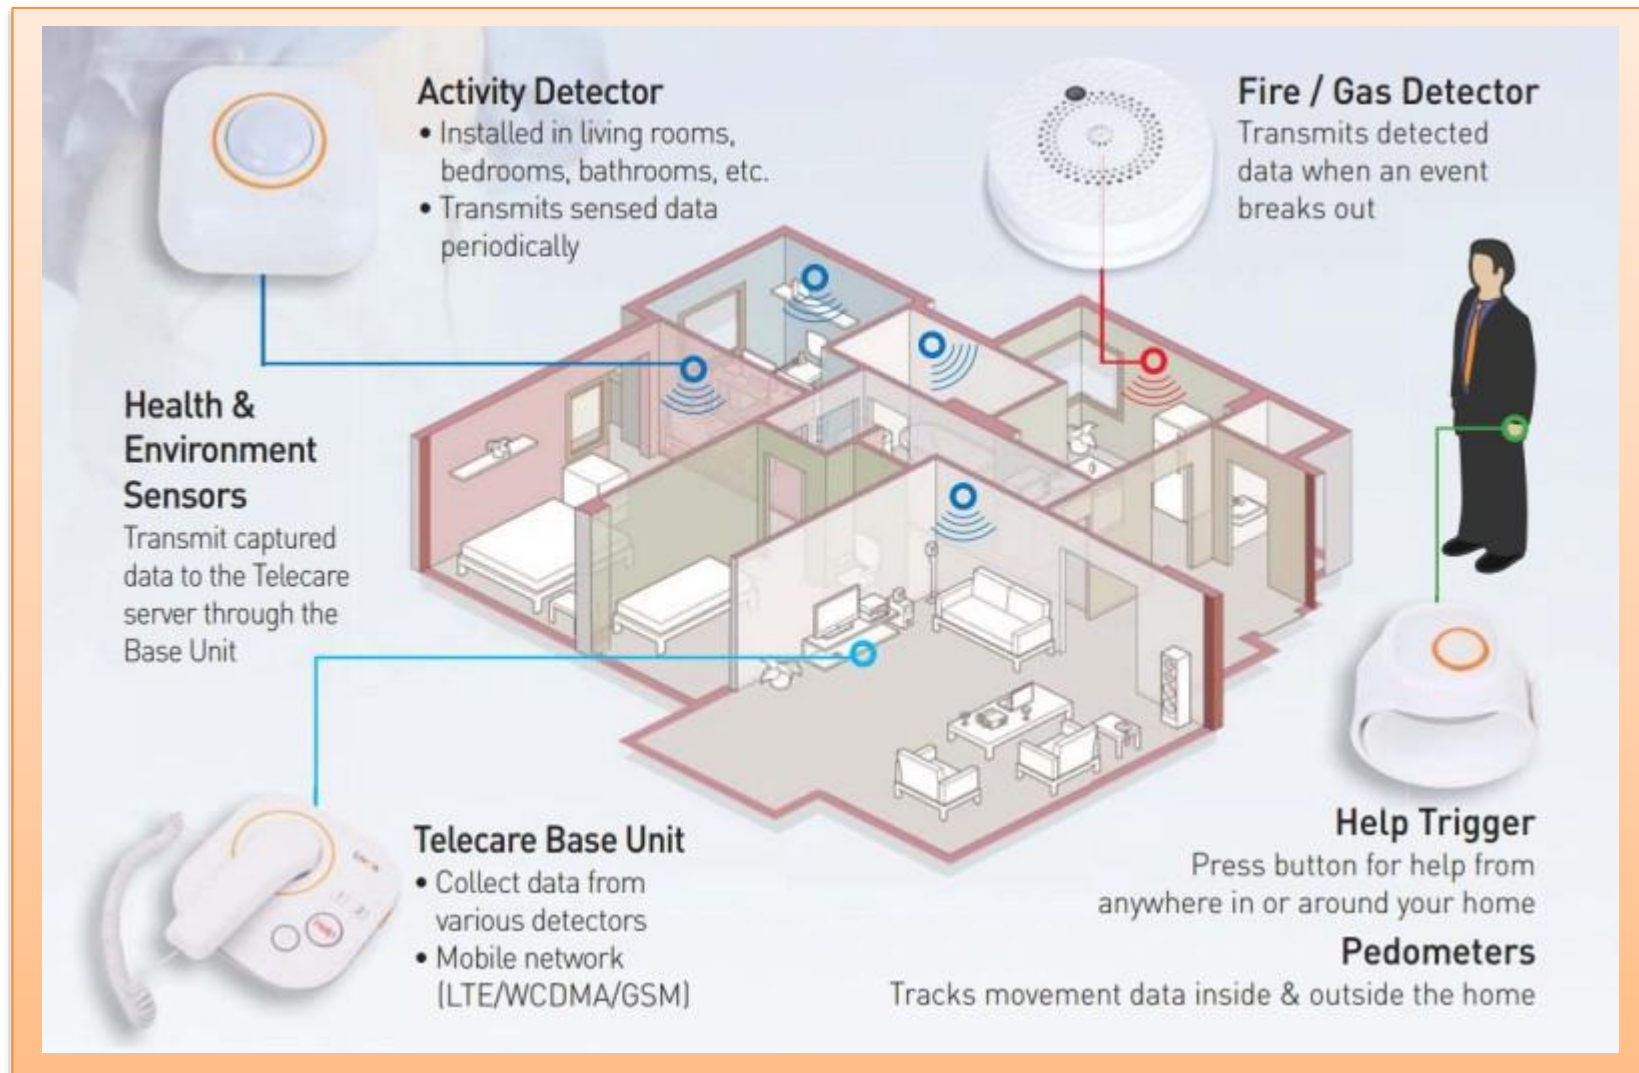 Activity Detector
• Installed in living rooms,
bedrooms, bathrooms, etc.
• Transmits sensed data
periodically
Fire / Gas Detector
Transmits detected
data when an event
breaks out
Health &
Environment
Sensors
Transmit captured
data to the Telecare
server through the
Base Unit
Telecare Base Unit
• Collect data from
various detectors
• Mobile network
(LTE/WCDMA/GSM)
Help Trigger
Press button for help from
anywhere in or around your home
Pedometers
Tracks movement data inside & outside the home